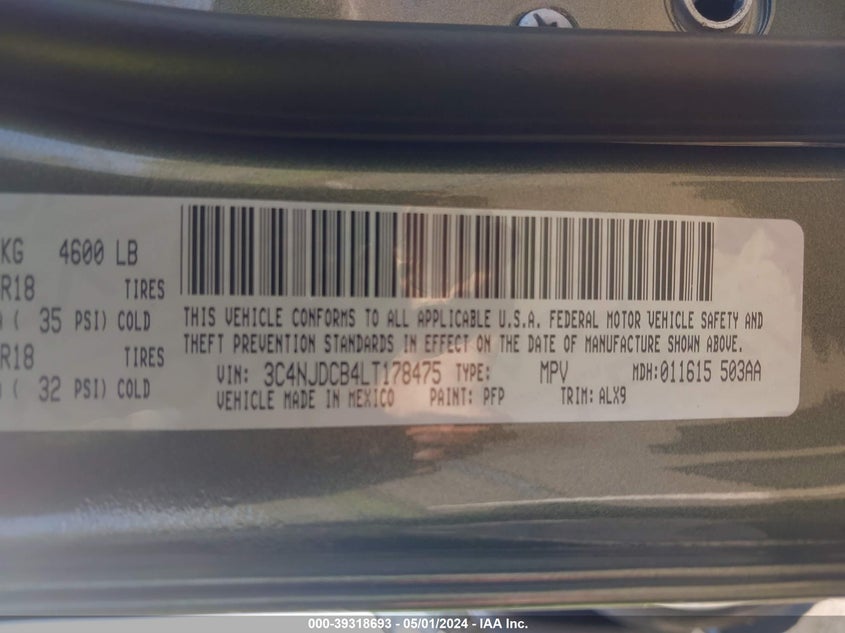 KG 4600 LB
R18 TIRES
( 35 PSI) COLD
R18 TIRES
( 32 PSI) COLD
THIS VEHICLE CONFORMS TO ALL APPLICABLE U.S.A. FEDERAL MOTOR VEHICLE SAFETY AND
THEFT PREVENTION STANDARDS IN EFFECT ON THE DATE OF MANUFACTURE SHOWN ABOVE.
VIN: 3C4NJDCB4LT178475 TYPE: MPV MDH:011615 503AA
VEHICLE MADE IN MEXICO PAINT: PFP TRIM: ALX9
000-39318693 - 05/01/2024 - IAA Inc.